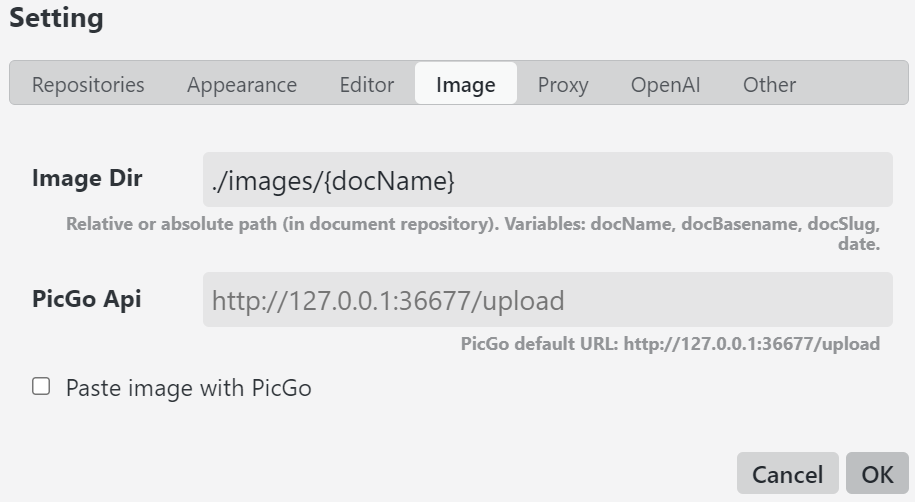 Setting
Repositories Appearance Editor Image Proxy OpenAI Other
Image Dir ./images/{docName}
Relative or absolute path (in document repository). Variables: docName, docBasename, docSlug,
date.
PicGo Api http://127.0.0.1:36677/upload
PicGo default URL: http://127.0.0.1:36677/upload
Paste image with PicGo
Cancel OK